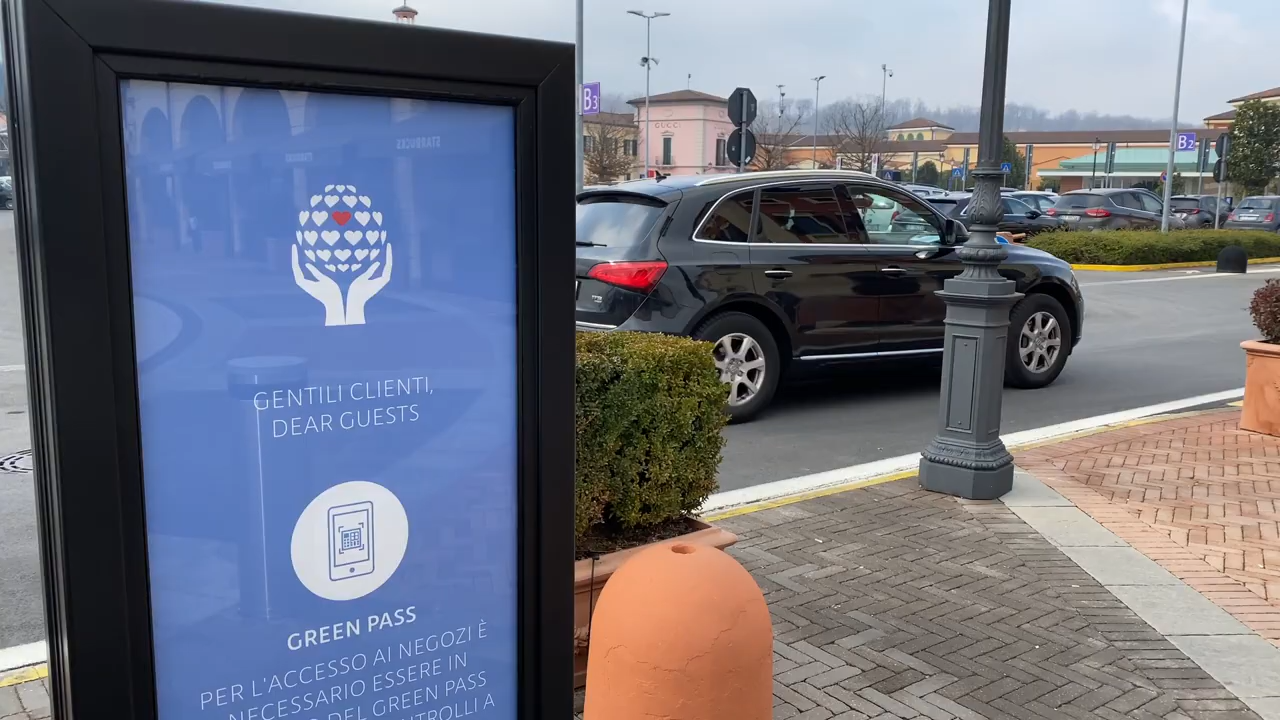 GENTILI CLIENTI,
DEAR GUESTS
GREEN PASS
PER L'ACCESSO AI NEGOZI È
NECESSARIO ESSERE IN
DEL GREEN PASS
A
B3
GUCCI
B2
STARBUCKS